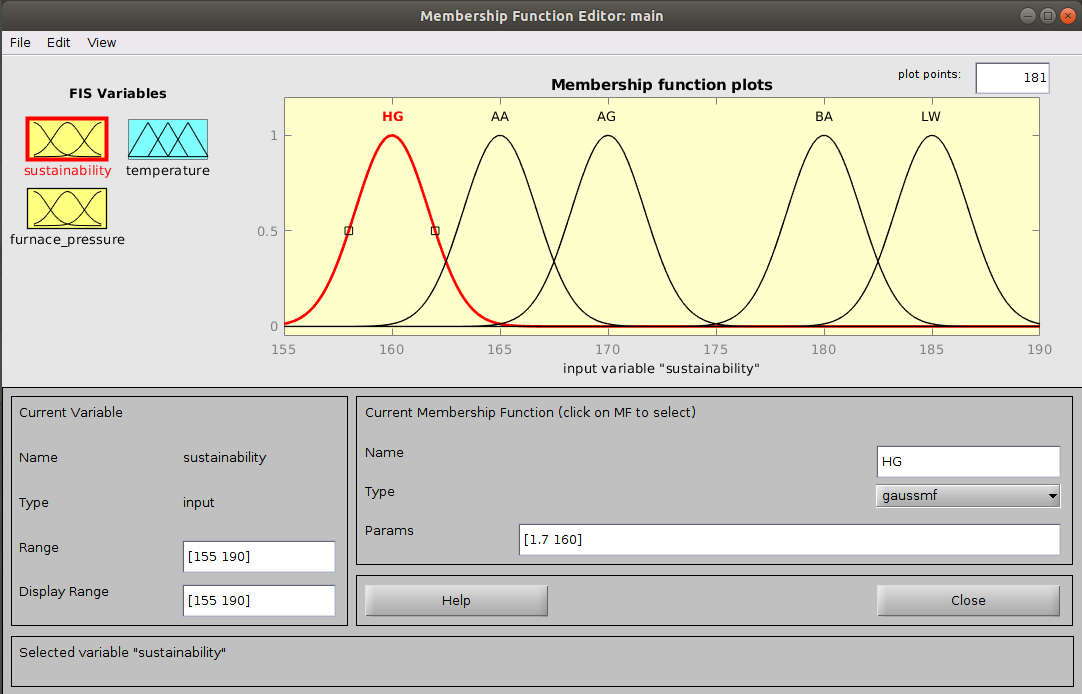 Membership Function Editor: main
File Edit View
FIS Variables
sustainability temperature
furnace_pressure
Membership function plots
plot points: 181
HG AA AG BA LW
1
0.5
0
155 160 165 170 175 180 185 190
input variable "sustainability"
Current Variable
Name sustainability
Type input
Range [155 190]
Display Range [155 190]
Current Membership Function (click on MF to select)
Name HG
Type gaussmf
Params [1.7 160]
Help Close
Selected variable "sustainability"